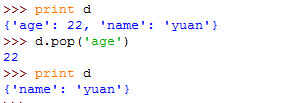 >>> print d
{'age': 22, 'name': 'yuan'}
>>> d.pop('age')
22
>>> print d
{'name': 'yuan'}